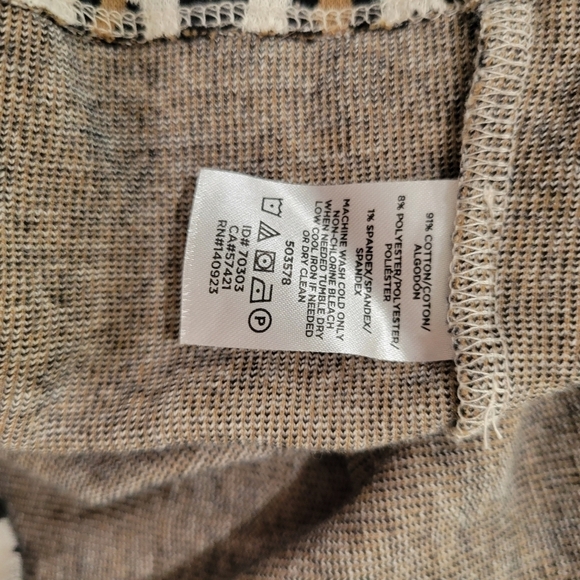 91% COTTON/COTON/
ALGODÓN
8% POLYESTER/POLYESTER/
POLIÉSTER
1% SPANDEX/SPANDEX/
SPANDEX
503578
MACHINE WASH COLD ONLY
NON-CHLORINE BLEACH
WHEN NEEDED TUMBLE DRY
LOW COOL IRON IF NEEDED
OR DRY CLEAN
P
ID# 70303
CA#57421
RN#140923